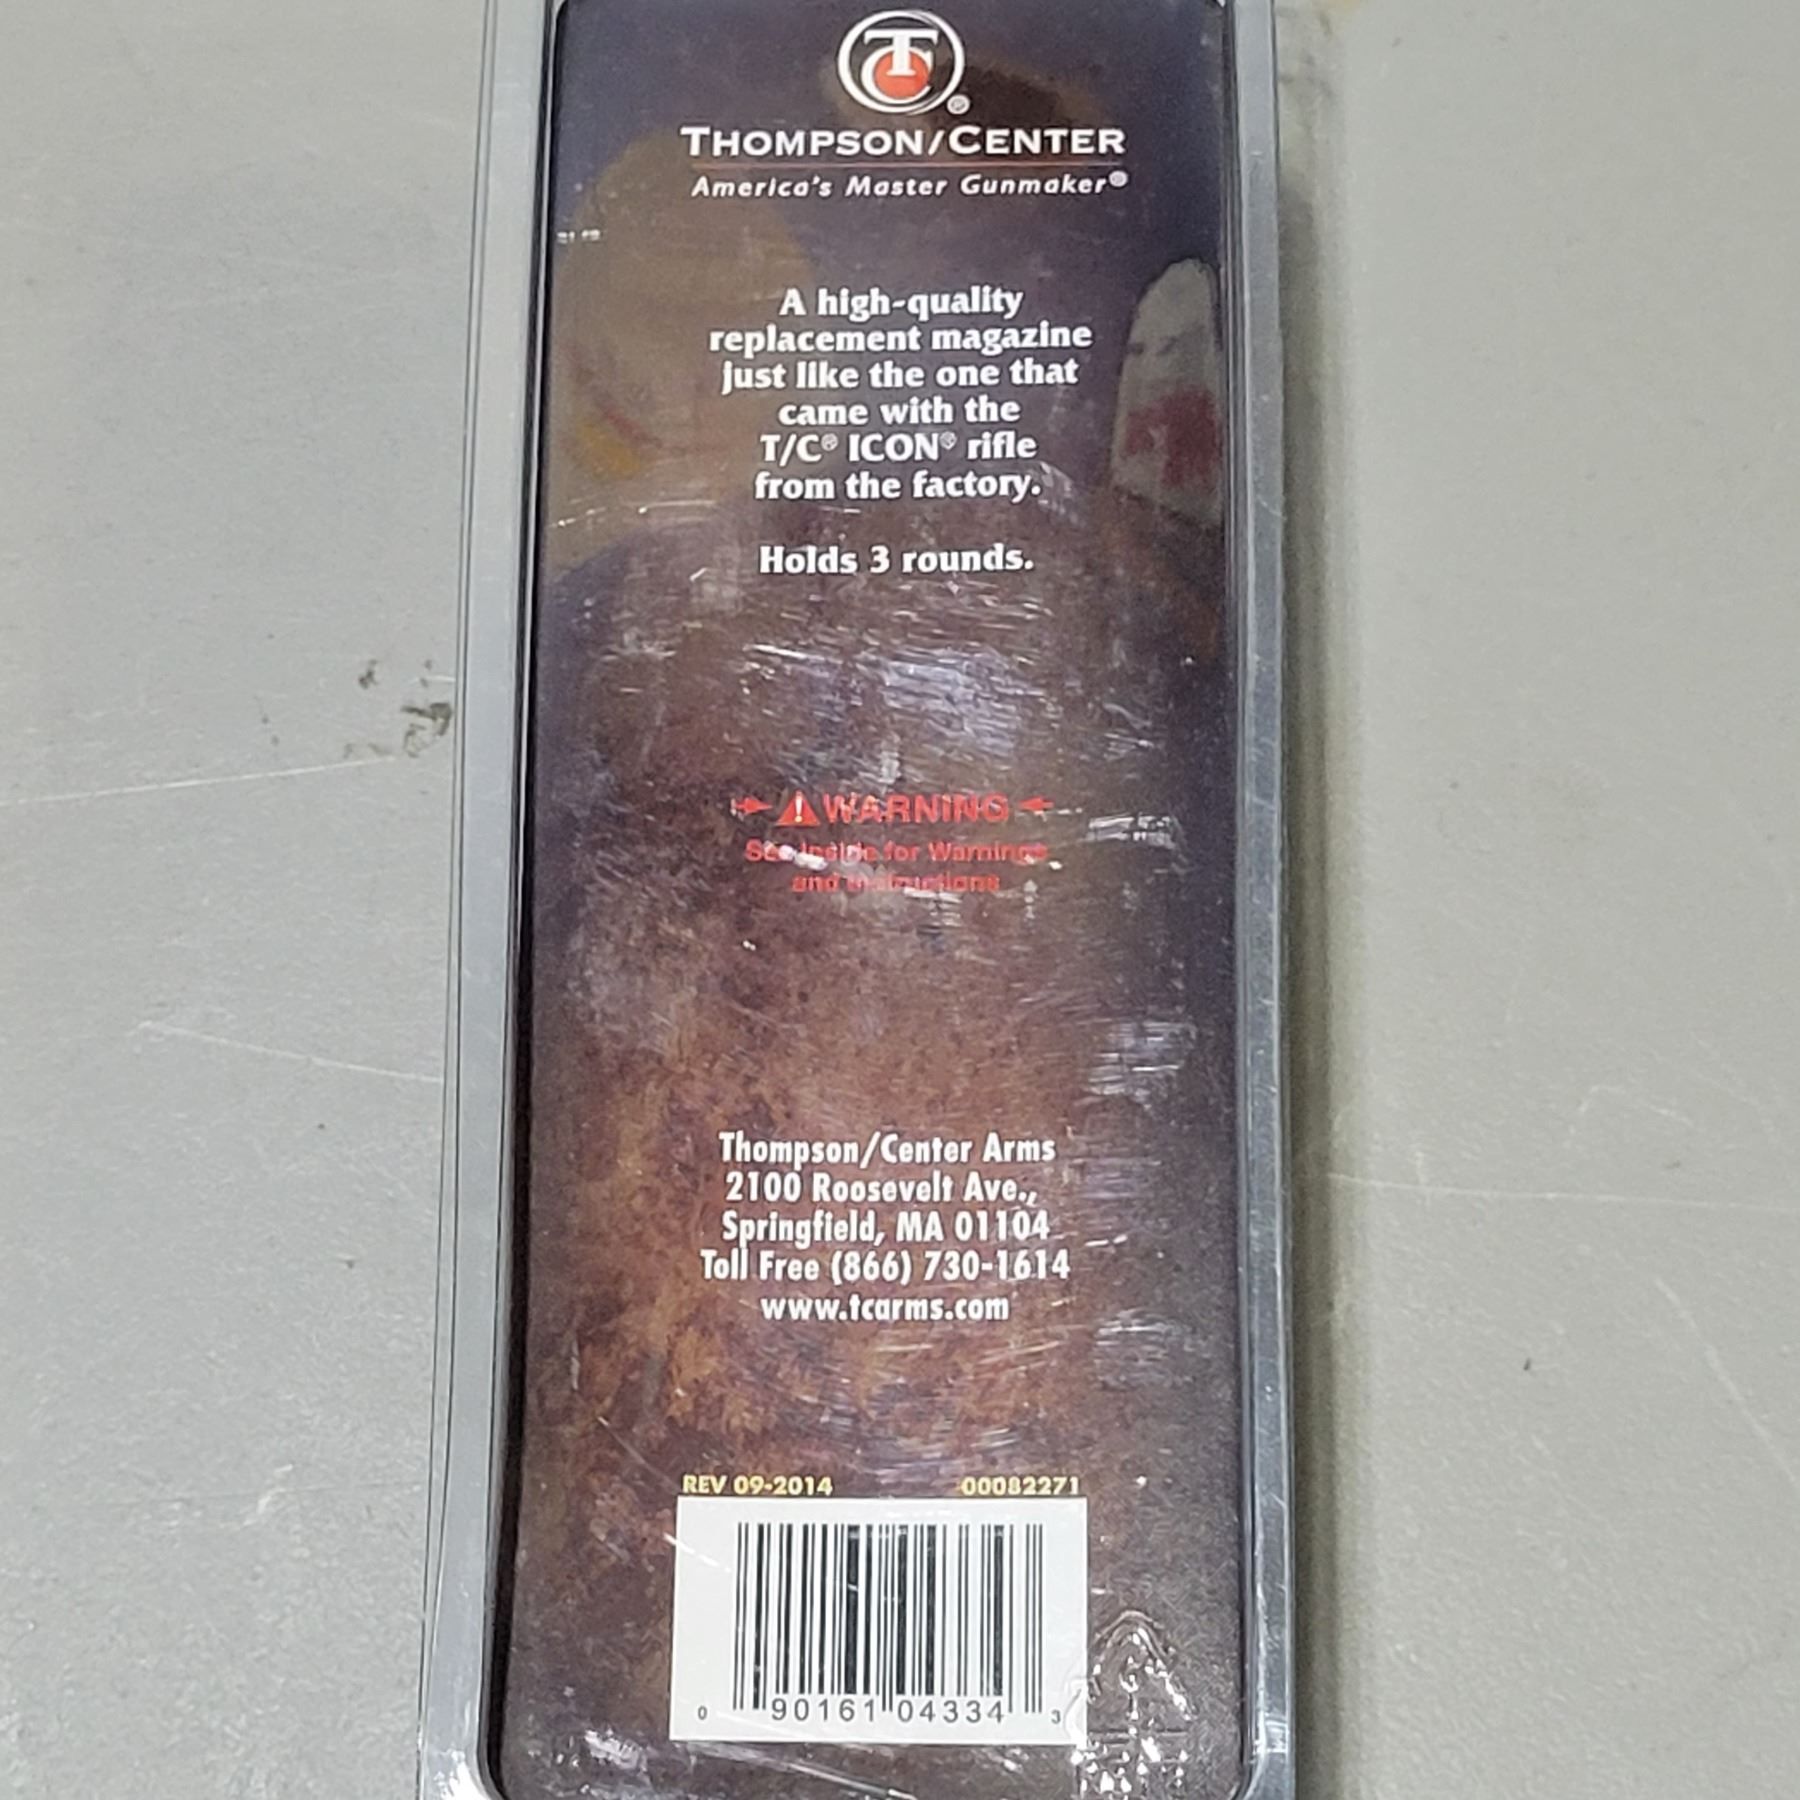 TC®
THOMPSON/CENTER
America's Master Gunmaker®
A high-quality
replacement magazine
just like the one that
came with the
T/C® ICON® rifle
from the factory.
Holds 3 rounds.
WARNING
See Inside for Warnings
and Instructions
Thompson/Center Arms
2100 Roosevelt Ave.,
Springfield, MA 01104
Toll Free (866) 730-1614
www.tcarms.com
REV 09-2014 00082271
0 90161 04334 3